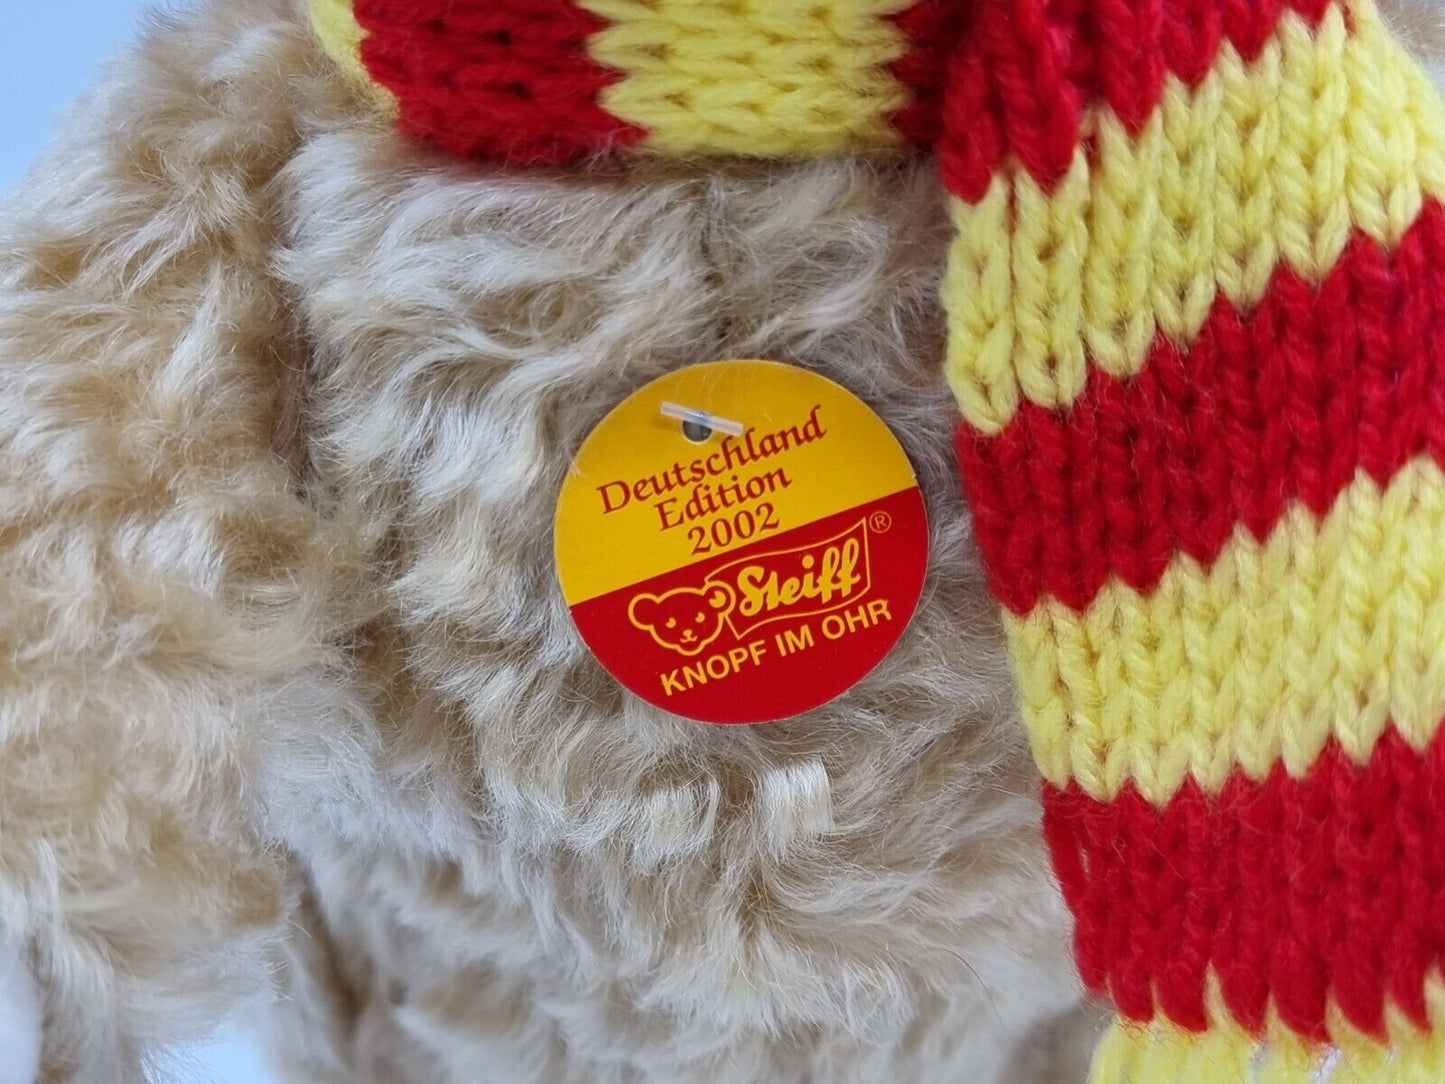 Deutschland
Edition
2002
Steiff®
KNOPF IM OHR